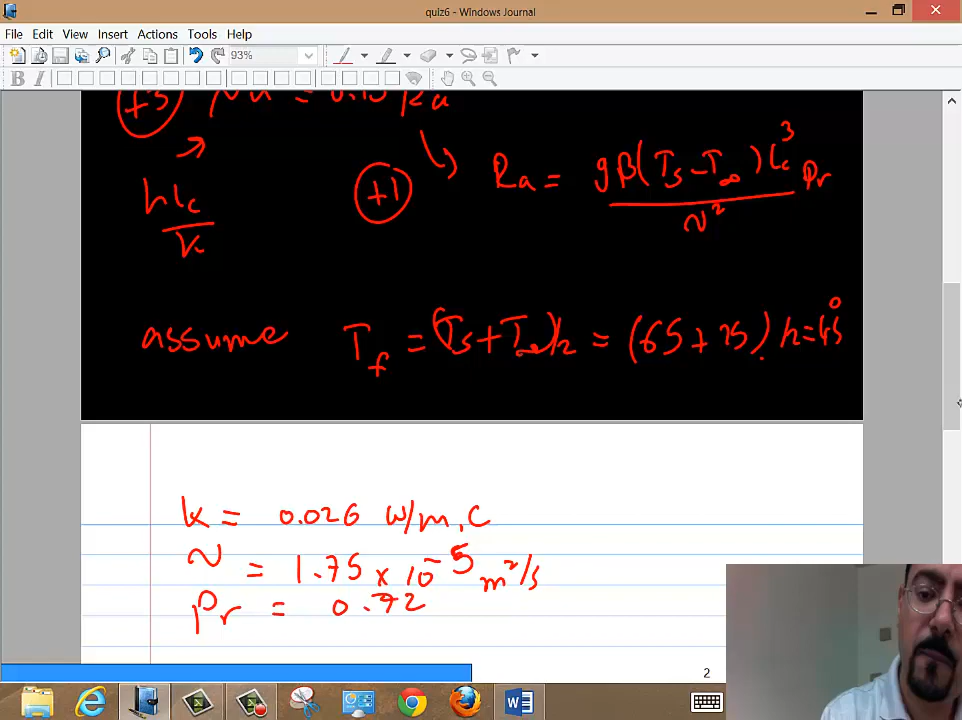 quiz6 - Windows Journal
File Edit View Insert Actions Tools Help
93%
B I
+3
hLc
k
+1 Ra = gβ(Ts-T∞)Lc³ Pr
ν²
assume Tf = (Ts+T∞)/2 = (65+25)/2=45°
k = 0.026 W/m.C
ν = 1.75 x 10⁻⁵ m²/s
Pr = 0.72
2